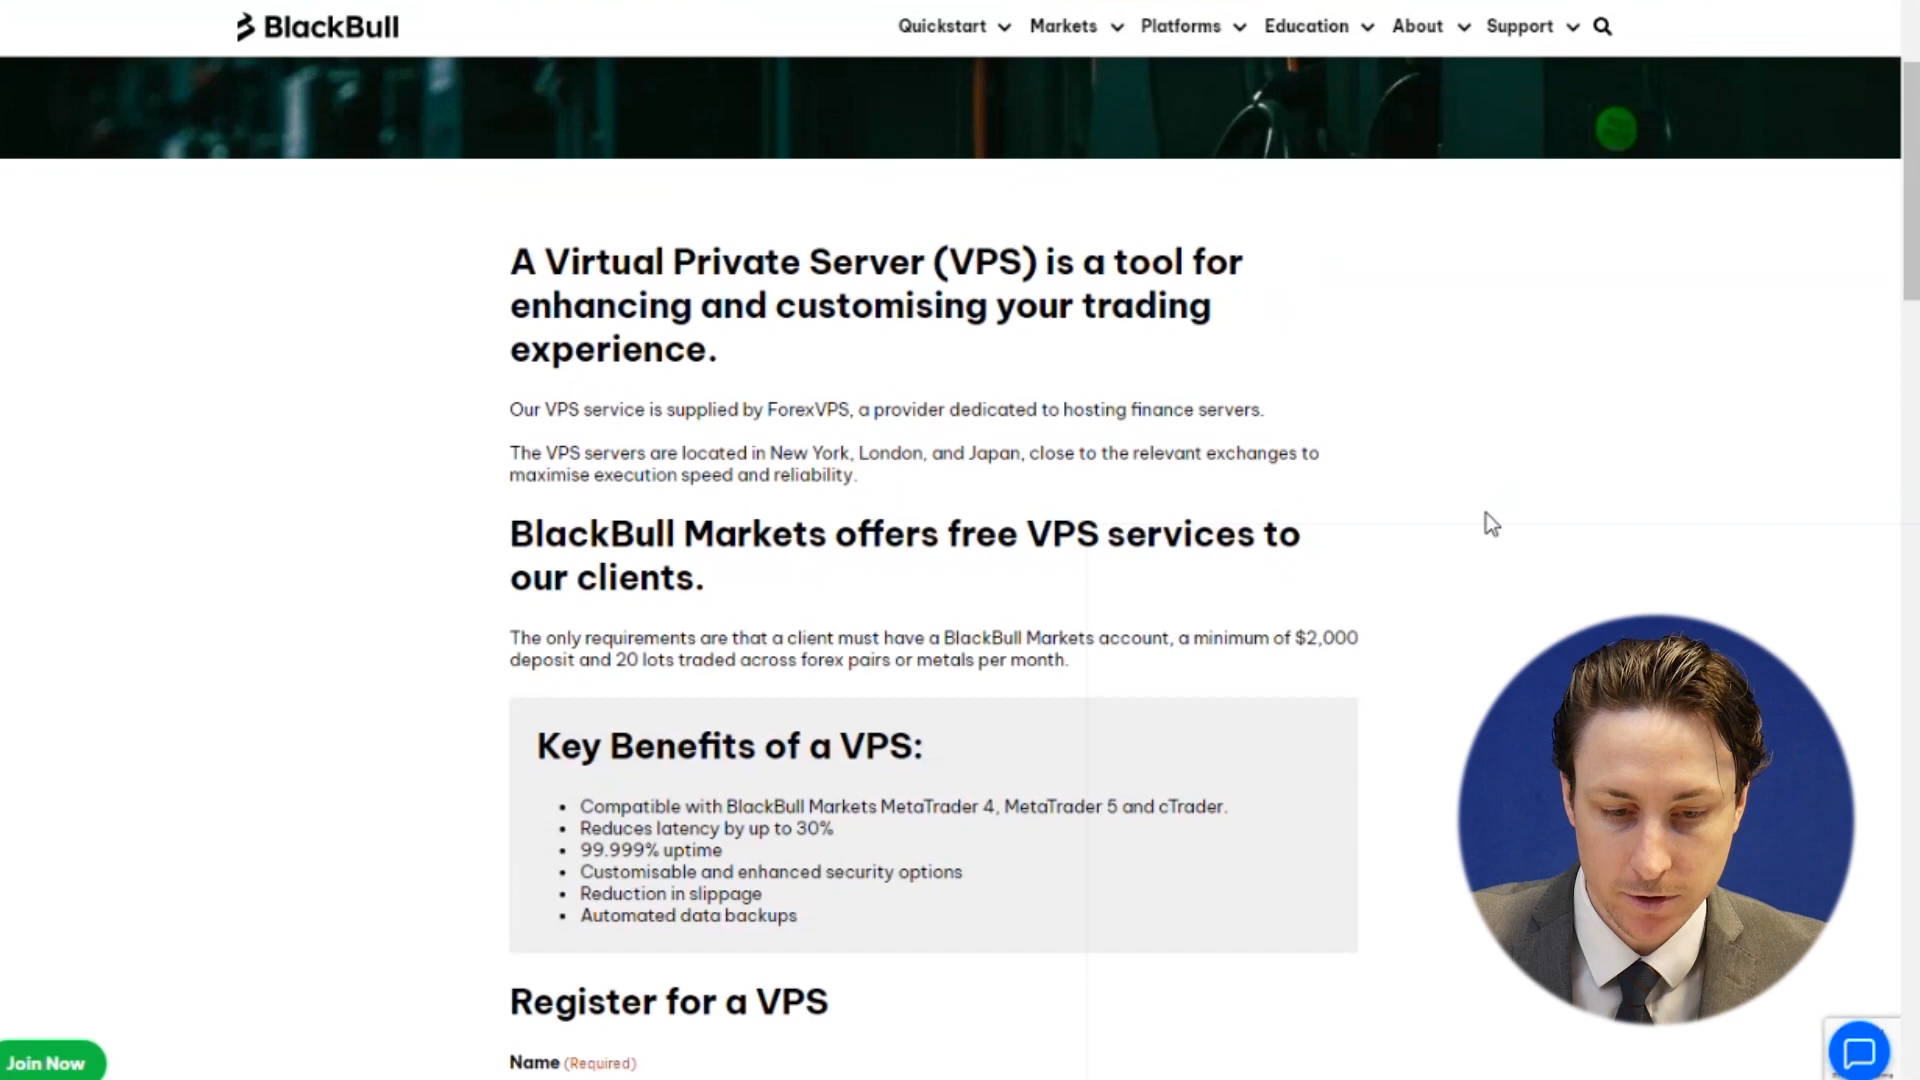 BlackBull
Quickstart Markets Platforms Education About Support
A Virtual Private Server (VPS) is a tool for
enhancing and customising your trading
experience.
Our VPS service is supplied by ForexVPS, a provider dedicated to hosting finance servers.
The VPS servers are located in New York, London, and Japan, close to the relevant exchanges to
maximise execution speed and reliability.
BlackBull Markets offers free VPS services to
our clients.
The only requirements are that a client must have a BlackBull Markets account, a minimum of $2,000
deposit and 20 lots traded across forex pairs or metals per month.
Key Benefits of a VPS:
• Compatible with BlackBull Markets MetaTrader 4, MetaTrader 5 and cTrader.
• Reduces latency by up to 30%
• 99.999% uptime
• Customisable and enhanced security options
• Reduction in slippage
• Automated data backups
Register for a VPS
Name (Required)
Join Now